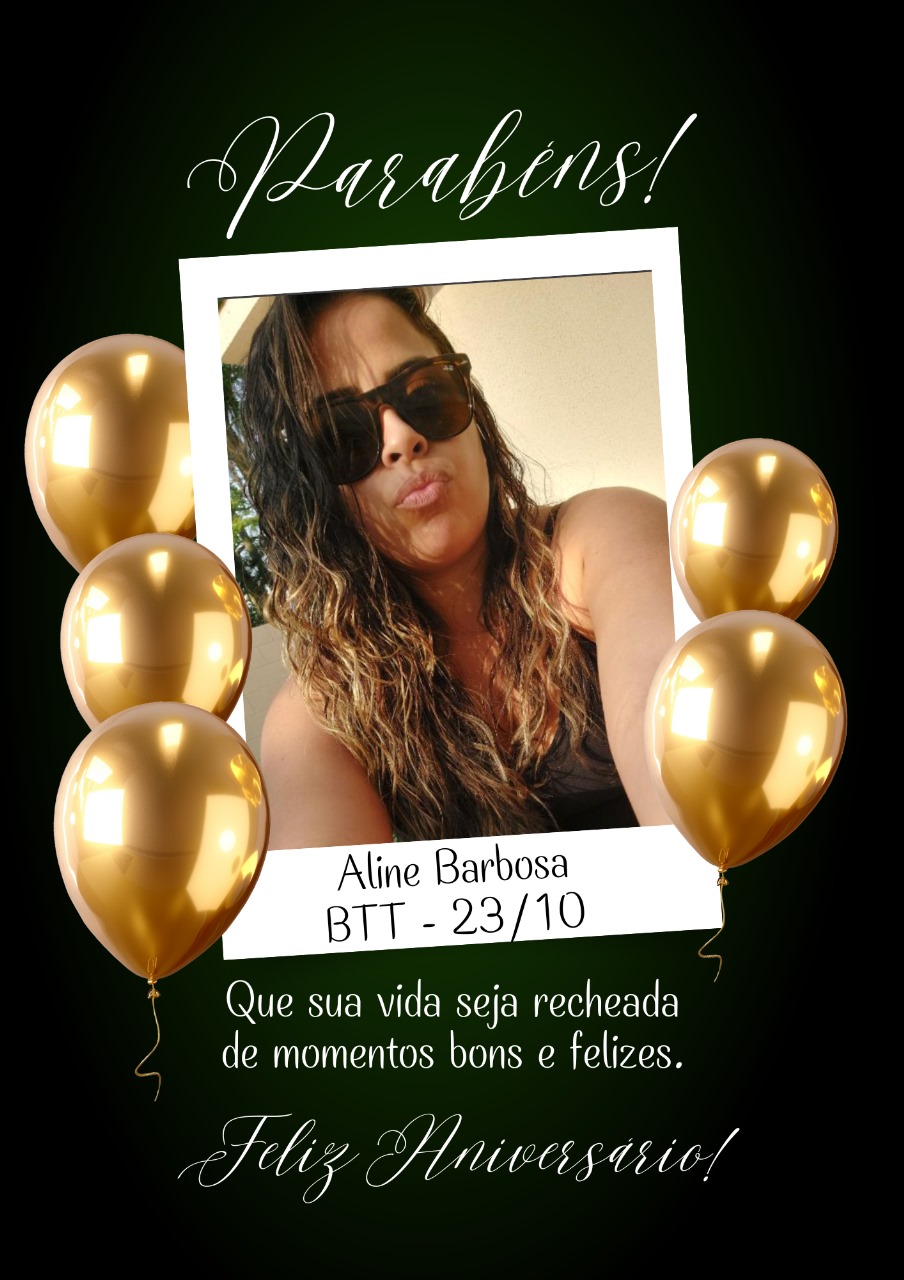 Parabéns!
Aline Barbosa
BTT - 23/10
Que sua vida seja recheada
de momentos bons e felizes.
Feliz Aniversário!